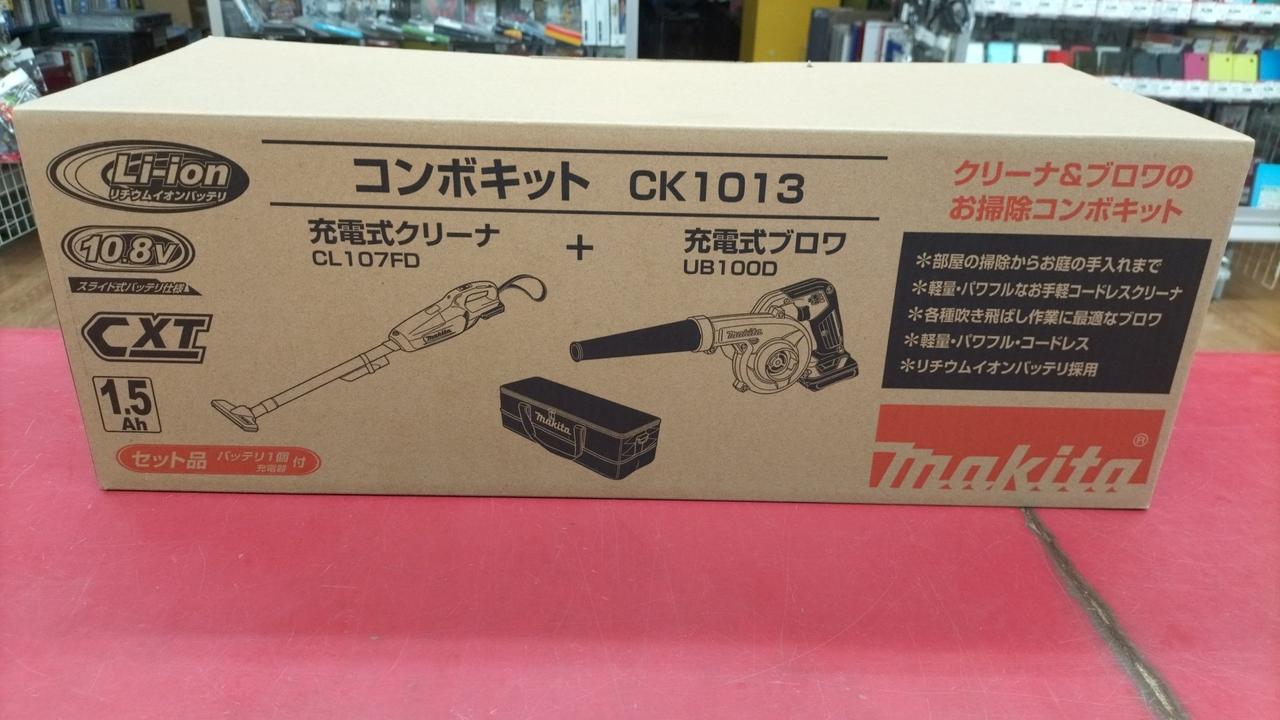 Li-ion
リチウムイオンバッテリ
10.8V
スライド式バッテリ仕様
CXT
1.5
Ah
セット品 バッテリ1個 付
充電器
コンボキット CK1013
充電式クリーナ
CL107FD
+
充電式ブロワ
UB100D
makita
makita
makita
クリーナ&ブロワの
お掃除コンボキット
*部屋の掃除からお庭の手入れまで
*軽量・パワフルなお手軽コードレスクリーナ
*各種吹き飛ばし作業に最適なブロワ
*軽量・パワフル・コードレス
*リチウムイオンバッテリ採用
makita®